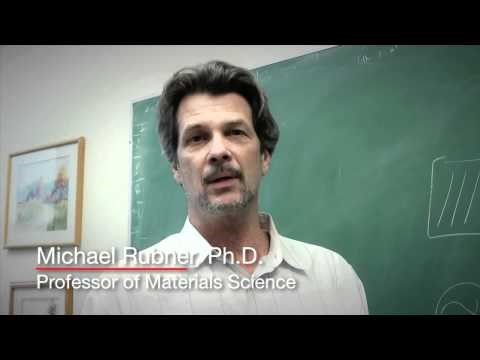 Michael Rubner, Ph.D.
Professor of Materials Science